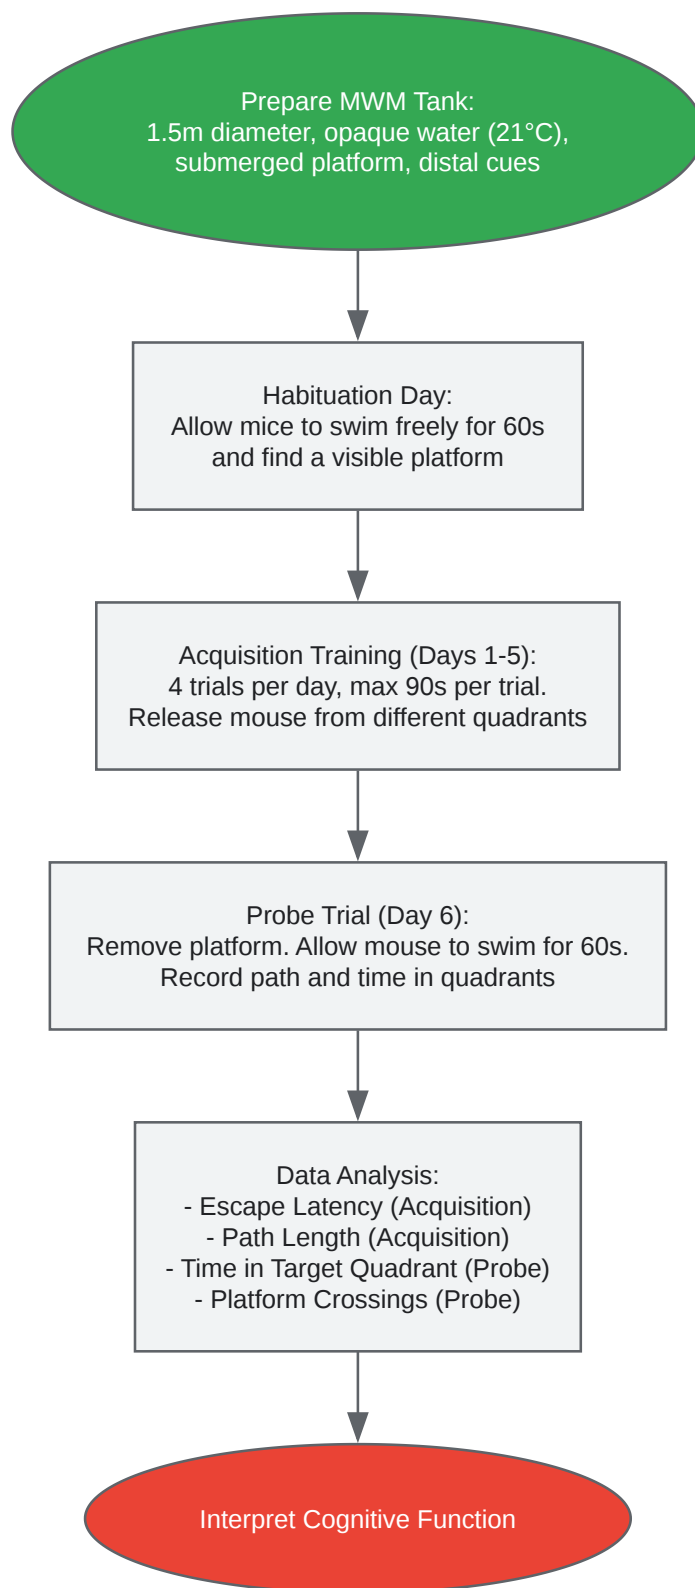 Prepare MWM Tank:
1.5m diameter, opaque water (21°C),
submerged platform, distal cues
Habituation Day:
Allow mice to swim freely for 60s
and find a visible platform
Acquisition Training (Days 1-5):
4 trials per day, max 90s per trial.
Release mouse from different quadrants
Probe Trial (Day 6):
Remove platform. Allow mouse to swim for 60s.
Record path and time in quadrants
Data Analysis:
- Escape Latency (Acquisition)
- Path Length (Acquisition)
- Time in Target Quadrant (Probe)
- Platform Crossings (Probe)
Interpret Cognitive Function